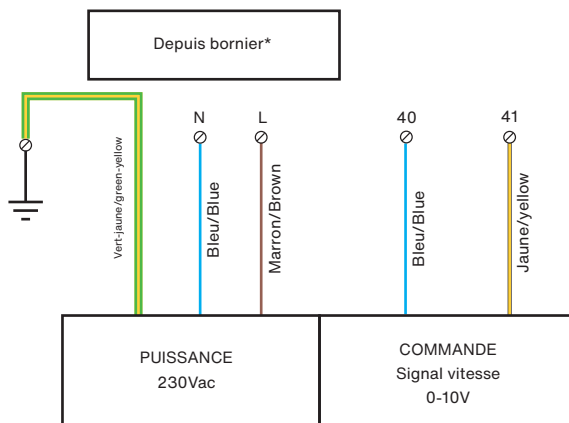 Depuis bornier*
N
L
40
41
Vert-jaune/green-yellow
Bleu/Blue
Marron/Brown
Bleu/Blue
Jaune/yellow
PUISSANCE
230Vac
COMMANDE
Signal vitesse
0-10V